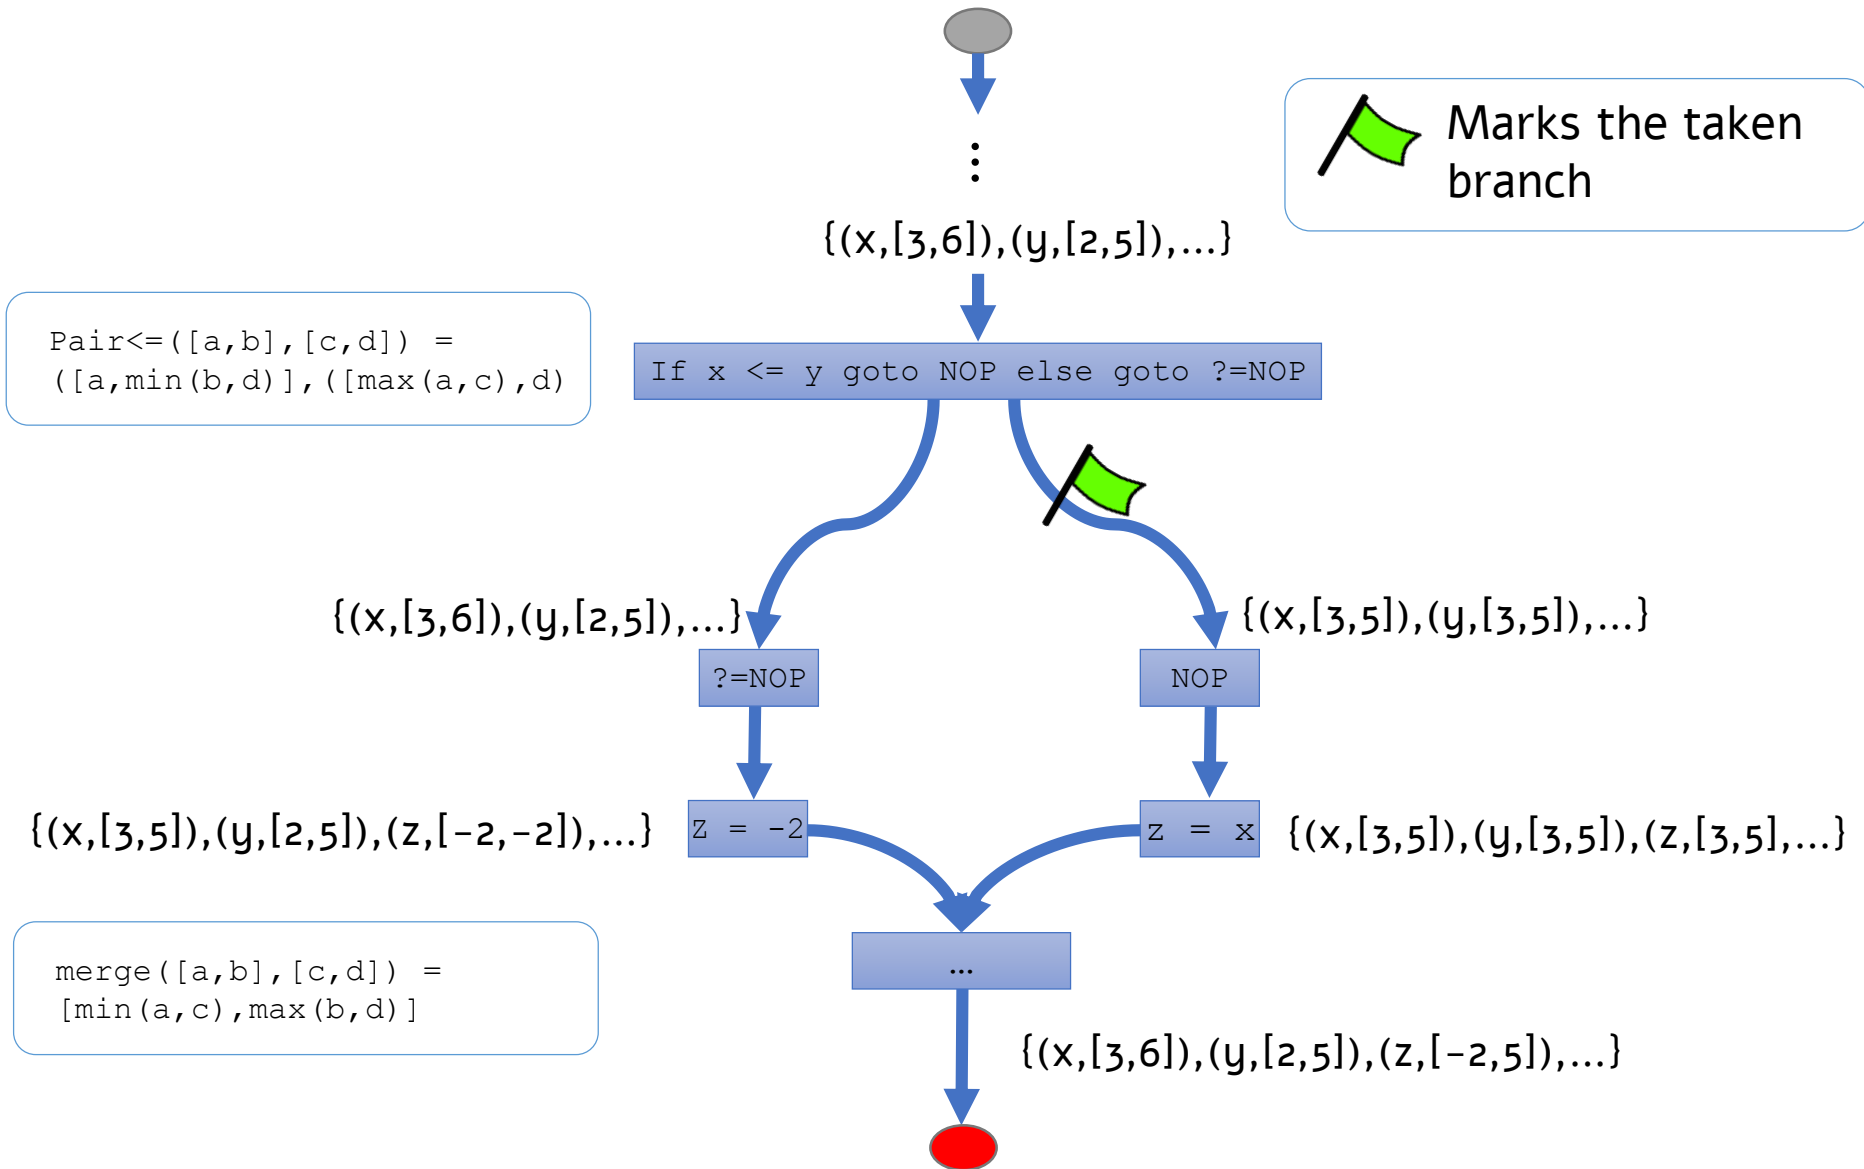 Marks the taken
branch
⋮
{(x,[3,6]),(y,[2,5]),...}
Pair<=([a,b],[c,d]) =
([a,min(b,d)],([max(a,c),d)
If x <= y goto NOP else goto ?=NOP
{(x,[3,6]),(y,[2,5]),...}
{(x,[3,5]),(y,[3,5]),...}
?=NOP
NOP
{(x,[3,5]),(y,[2,5]),(z,[-2,-2]),...}
Z = -2
z = x
{(x,[3,5]),(y,[3,5]),(z,[3,5],...}
merge([a,b],[c,d]) =
[min(a,c),max(b,d)]
...
{(x,[3,6]),(y,[2,5]),(z,[-2,5]),...}